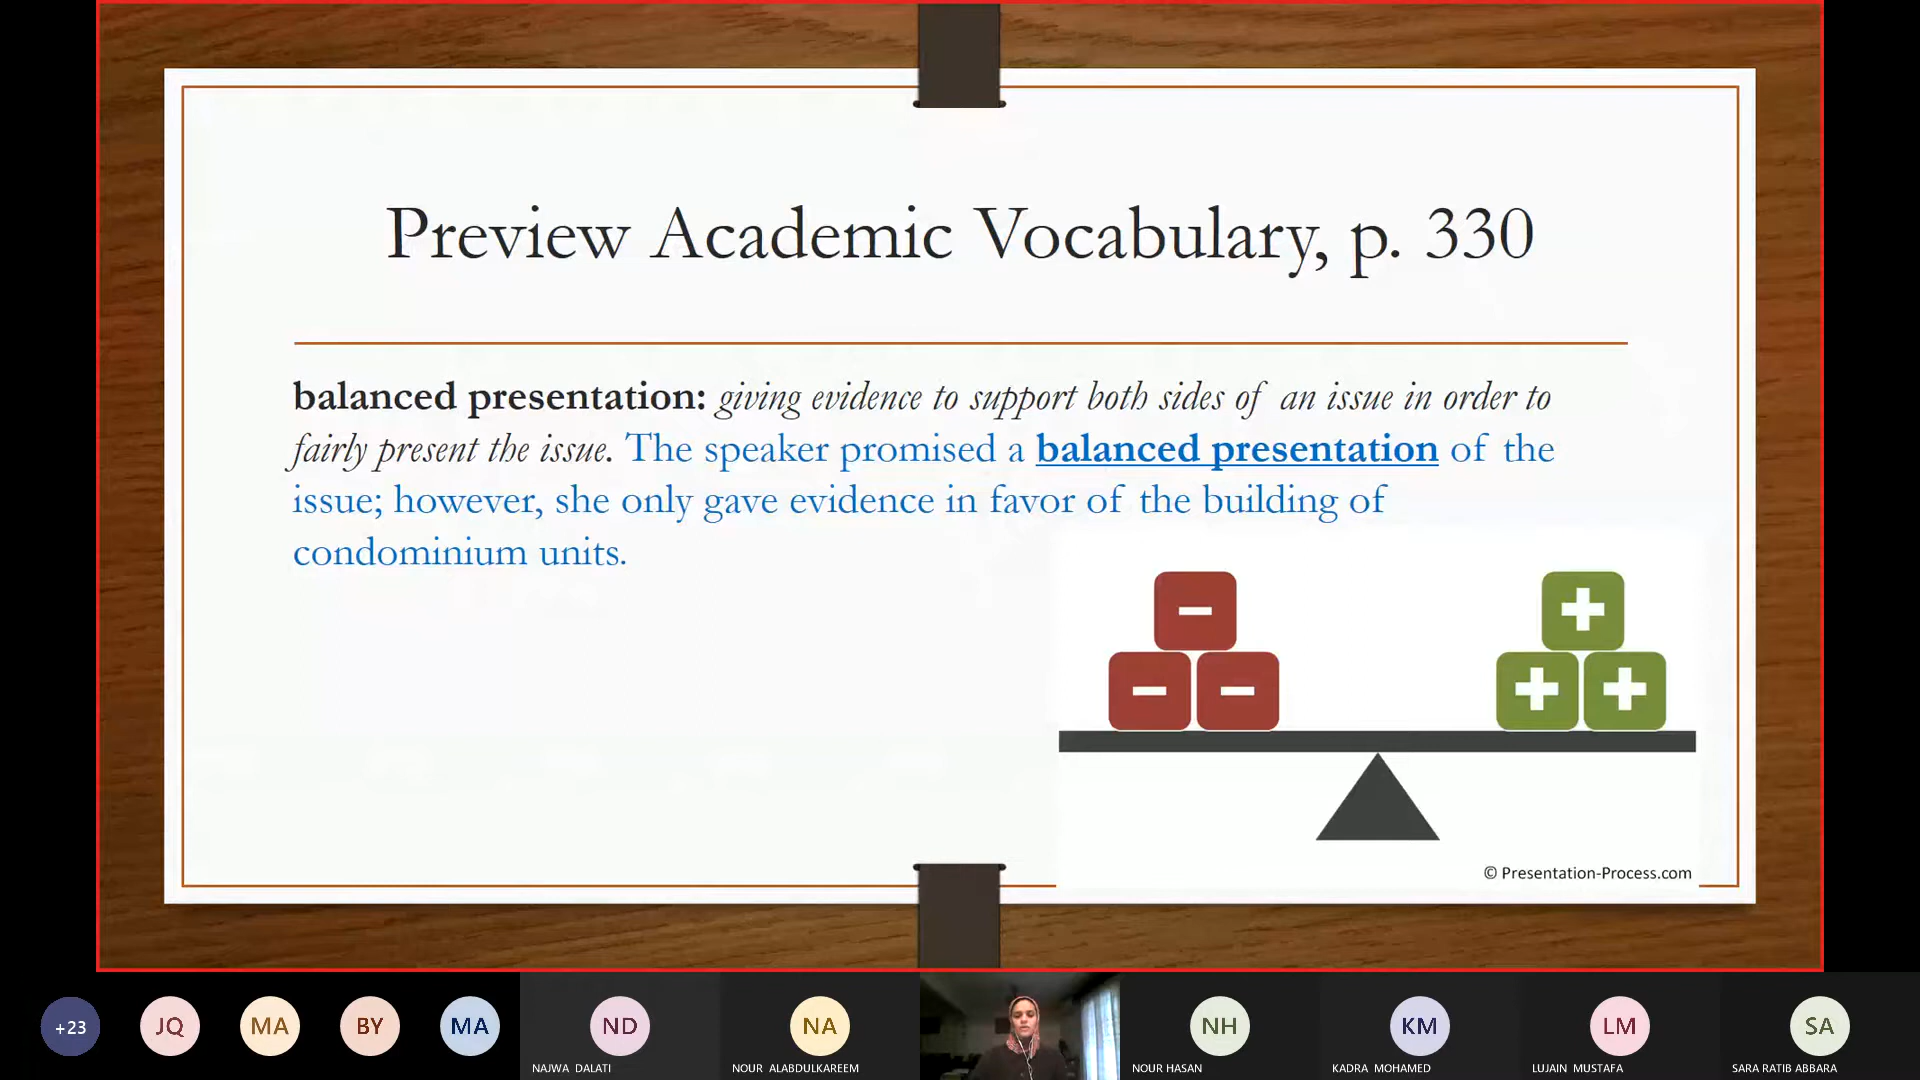 Preview Academic Vocabulary, p. 330
balanced presentation: giving evidence to support both sides of an issue in order to
fairly present the issue. The speaker promised a balanced presentation of the
issue; however, she only gave evidence in favor of the building of
condominium units.
© Presentation-Process.com
+23
JQ
MA
BY
MA
ND
NA
NH
KM
LM
SA
NAJWA DALATI
NOUR ALABDULKAREEM
NOUR HASAN
KADRA MOHAMED
LUJAIN MUSTAFA
SARA RATIB ABBARA